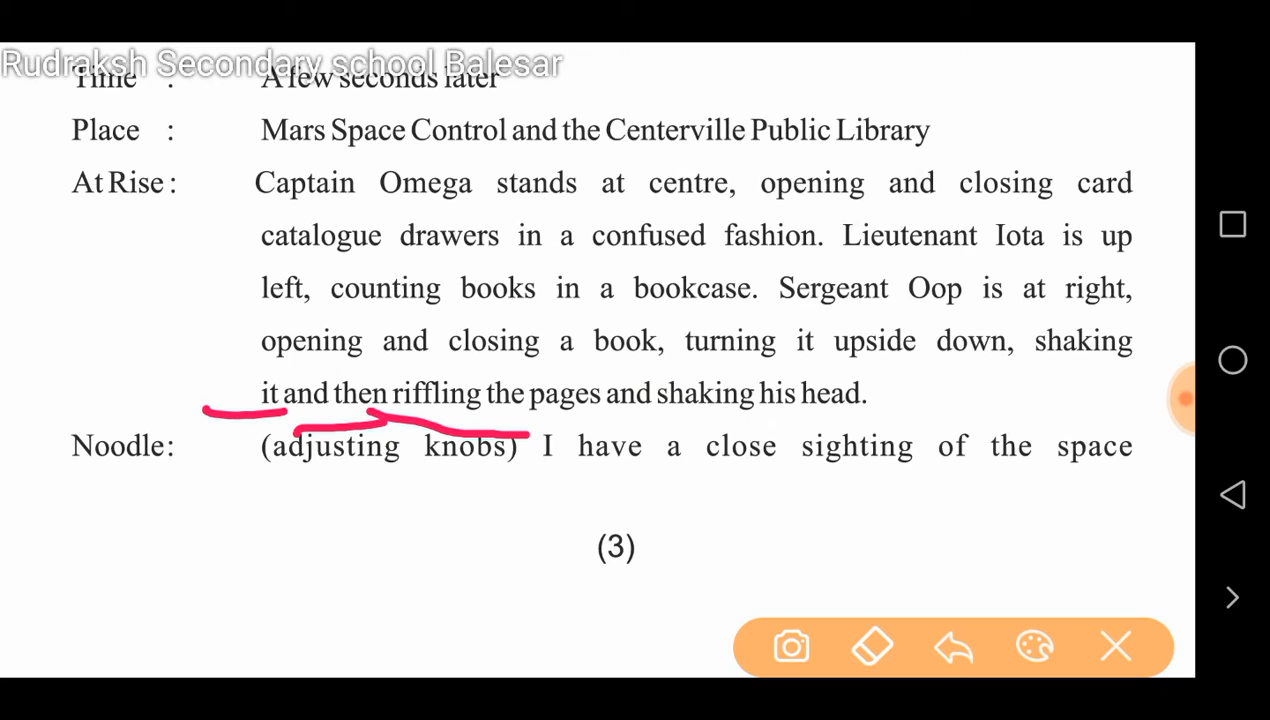 Rudraksh Secondary school Balesar
Time : A few seconds later
Place : Mars Space Control and the Centerville Public Library
At Rise : Captain Omega stands at centre, opening and closing card
catalogue drawers in a confused fashion. Lieutenant Iota is up
left, counting books in a bookcase. Sergeant Oop is at right,
opening and closing a book, turning it upside down, shaking
it and then riffling the pages and shaking his head.
Noodle: (adjusting knobs) I have a close sighting of the space
(3)